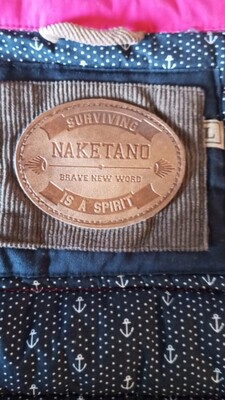 SURVIVING
NAKETANO
BRAVE NEW WORD
IS A SPIRIT
L